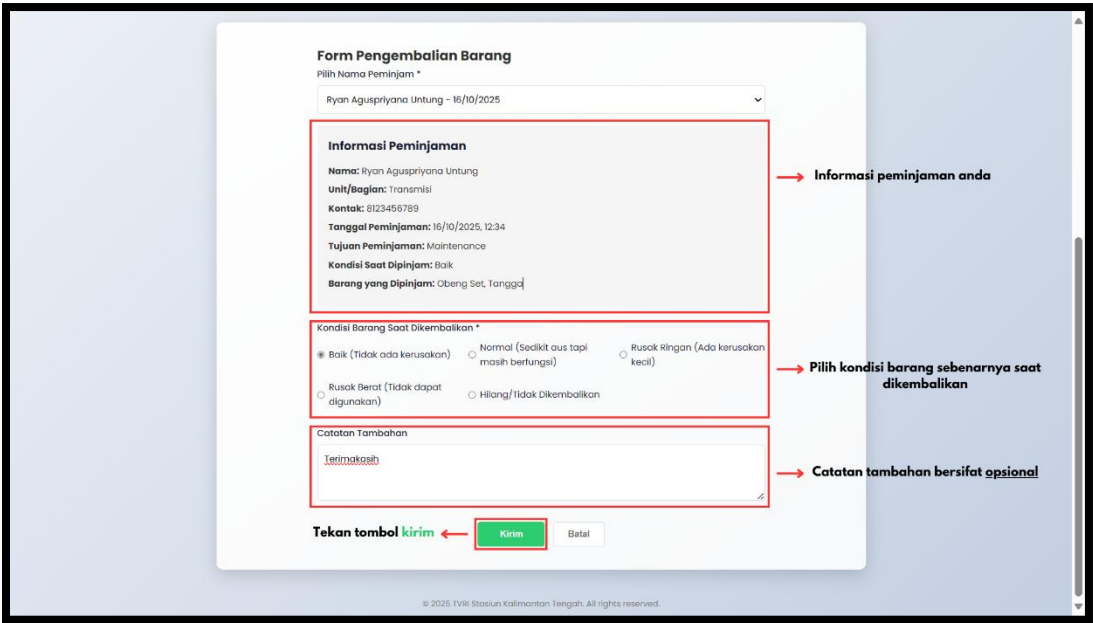 Form Pengembalian Barang
Pilih Nama Peminjam *
Ryan Aguspriyana Untung - 16/10/2025
Informasi Peminjaman
Nama: Ryan Aguspriyana Untung
Unit/Bagian: Transmisi
Kontak: 8123456789
Tanggal Peminjaman: 16/10/2025, 12:34
Tujuan Peminjaman: Maintenance
Kondisi Saat Dipinjam: Baik
Barang yang Dipinjam: Obeng Set, Tangga
Informasi peminjaman anda
Kondisi Barang Saat Dikembalikan *
Baik (Tidak ada kerusakan)
Normal (Sedikit aus tapi
masih berfungsi)
Rusak Ringan (Ada kerusakan
kecil)
Rusak Berat (Tidak dapat
digunakan)
Hilang/Tidak Dikembalikan
Pilih kondisi barang sebenarnya saat
dikembalikan
Catatan Tambahan
Terimakasih
Catatan tambahan bersifat opsional
Tekan tombol kirim
Kirim
Batal
© 2025 TVRI Stasiun Kalimantan Tengah. All rights reserved.